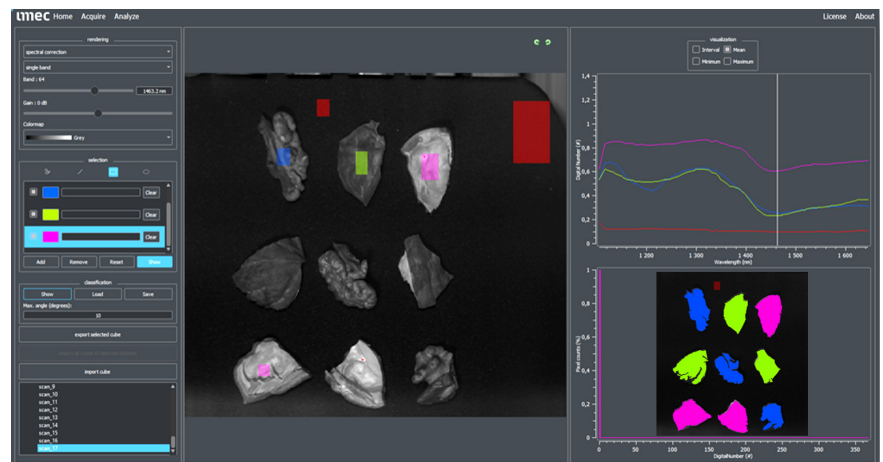 ımec Home Acquire Analyze
License About
rendering
spectral correction
single band
Band : 64
1463.2 nm
Gain : 0 dB
Colormap
Grey
selection
Clear
Clear
Clear
Add Remove Reset Show
classification
Show Load Save
Max. angle (degrees):
10
export selected cube
import cube
scan_9
scan_10
scan_11
scan_12
scan_13
scan_14
scan_15
scan_16
scan_17
visualization
Interval Mean
Minimum Maximum
1,4
1,2
1
0,8
0,6
0,4
0,2
0
Digital Number (#)
1 200 1 300 1 400 1 500 1 600
Wavelength (nm)
1
0,8
0,6
0,4
0,2
0
Pixel counts (%)
0 50 100 150 200 250 300 350
DigitalNumber (#)